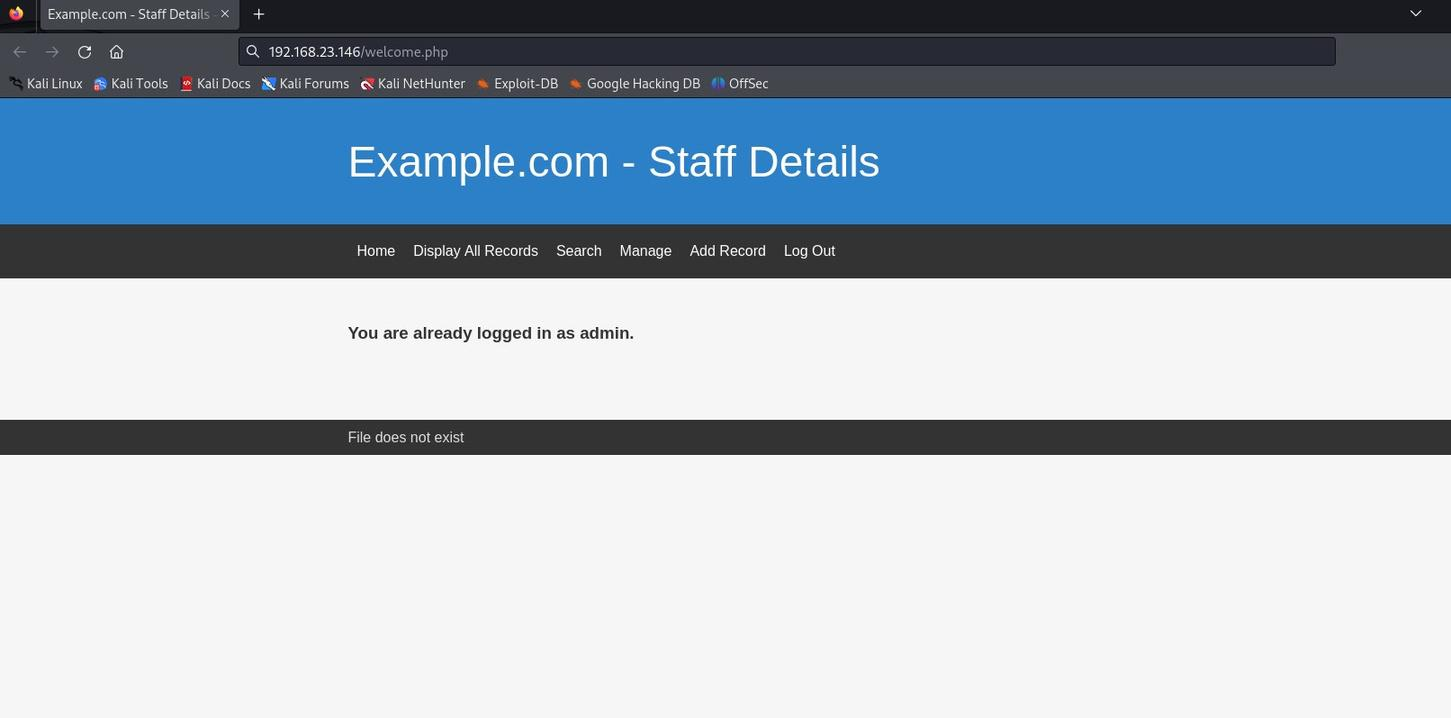 Example.com - Staff Details
192.168.23.146/welcome.php
Kali Linux Kali Tools Kali Docs Kali Forums Kali NetHunter Exploit-DB Google Hacking DB OffSec
Example.com - Staff Details
Home Display All Records Search Manage Add Record Log Out
You are already logged in as admin.
File does not exist